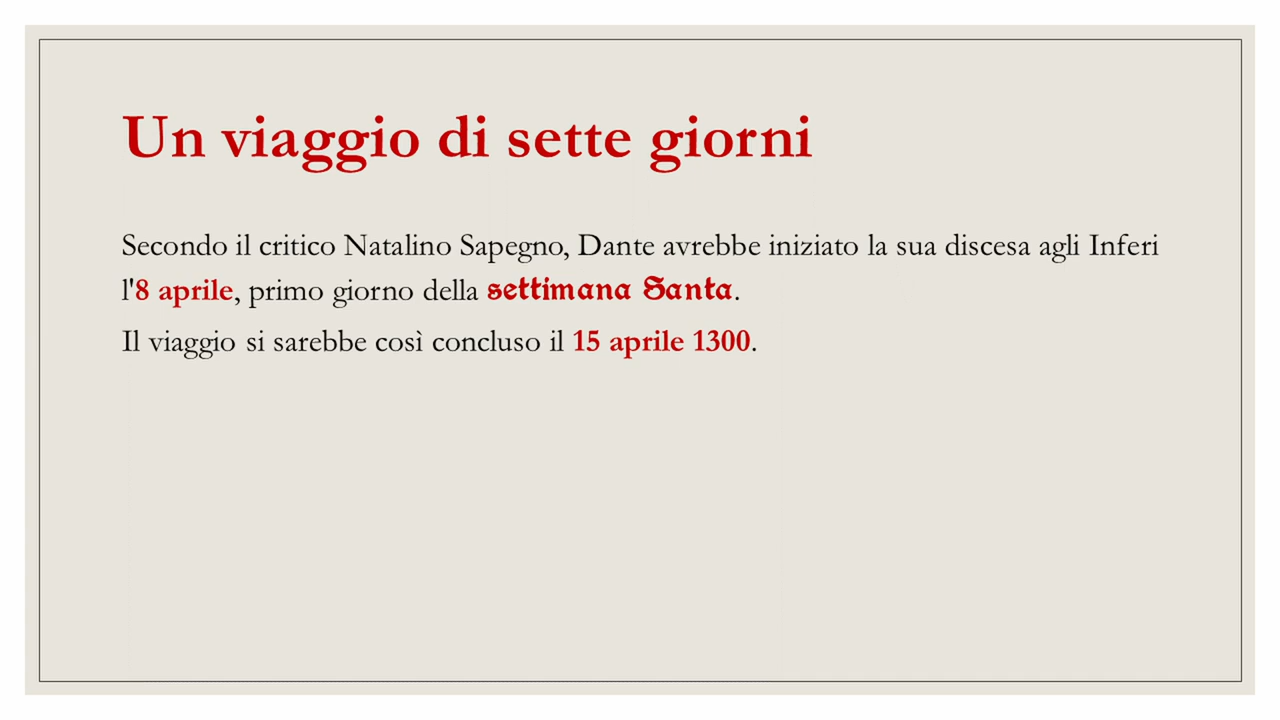 Un viaggio di sette giorni
Secondo il critico Natalino Sapegno, Dante avrebbe iniziato la sua discesa agli Inferi
l'8 aprile, primo giorno della settimana Santa.
Il viaggio si sarebbe così concluso il 15 aprile 1300.